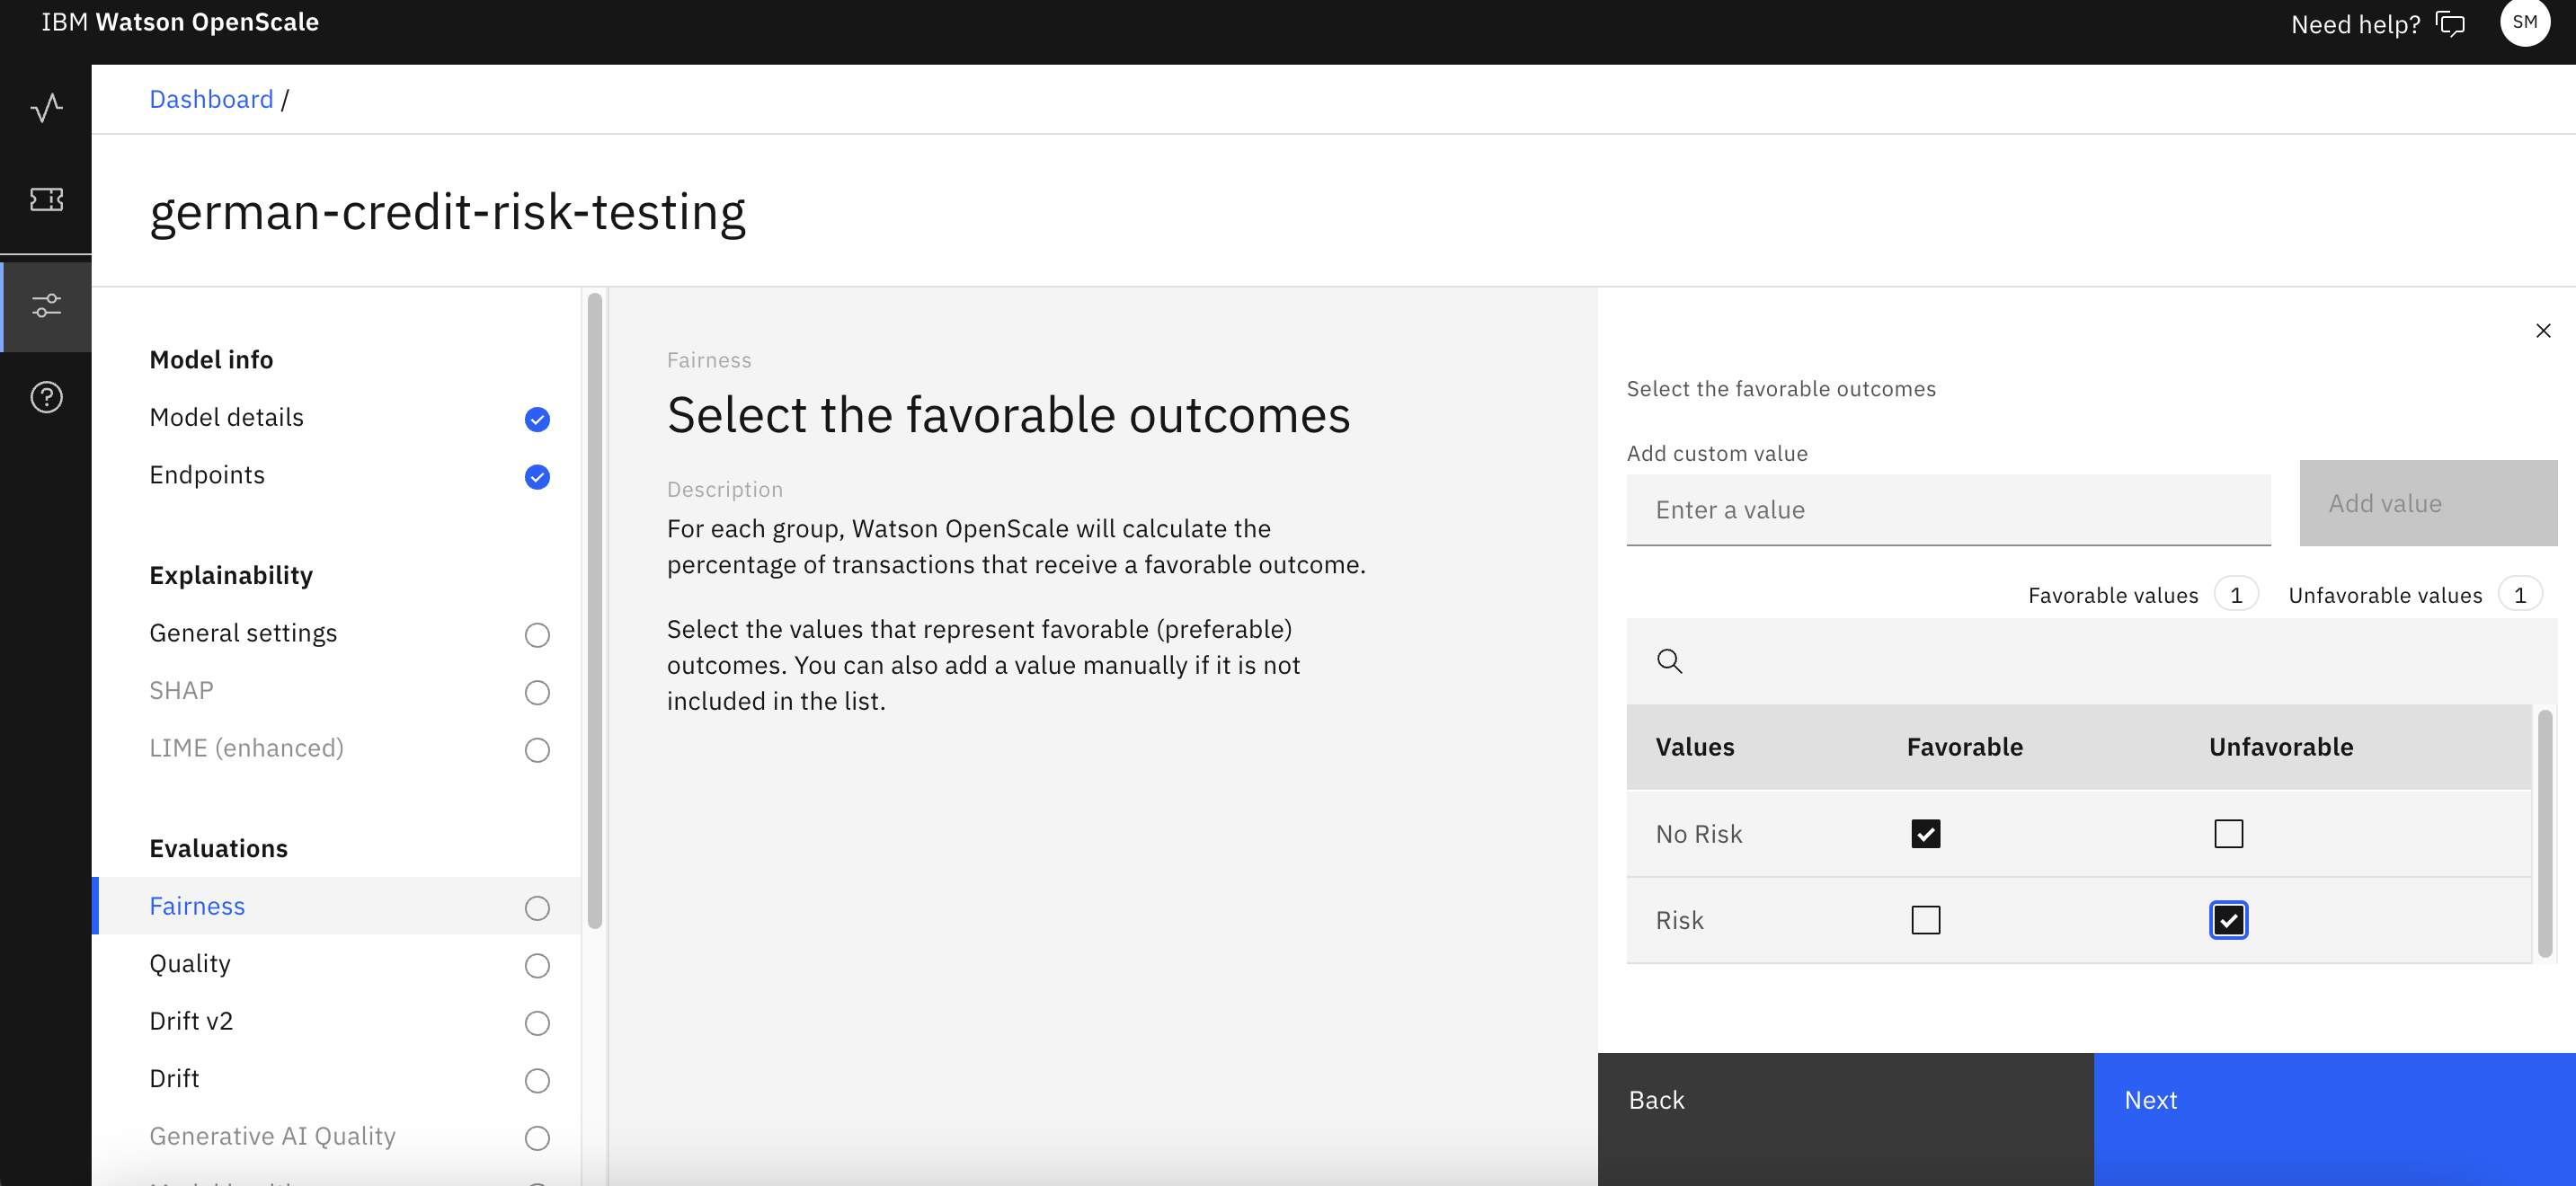 IBM Watson OpenScale
Need help?
SM
Dashboard /
german-credit-risk-testing
Model info
Model details
Endpoints
Explainability
General settings
SHAP
LIME (enhanced)
Evaluations
Fairness
Quality
Drift v2
Drift
Generative AI Quality
Fairness
Select the favorable outcomes
Description
For each group, Watson OpenScale will calculate the
percentage of transactions that receive a favorable outcome.
Select the values that represent favorable (preferable)
outcomes. You can also add a value manually if it is not
included in the list.
Select the favorable outcomes
Add custom value
Enter a value
Add value
Favorable values 1 Unfavorable values 1
Values Favorable Unfavorable
No Risk
Risk
Back
Next